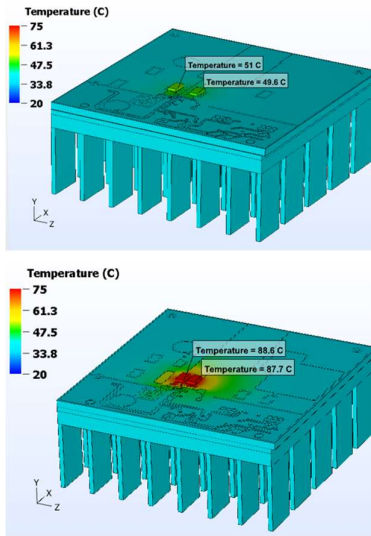 Temperature (C)
75
61.3
47.5
33.8
20
Temperature = 51 C
Temperature = 49.6 C
Y
X
Z
Temperature (C)
75
61.3
47.5
33.8
20
Temperature = 88.6 C
Temperature = 87.7 C
Y
X
Z